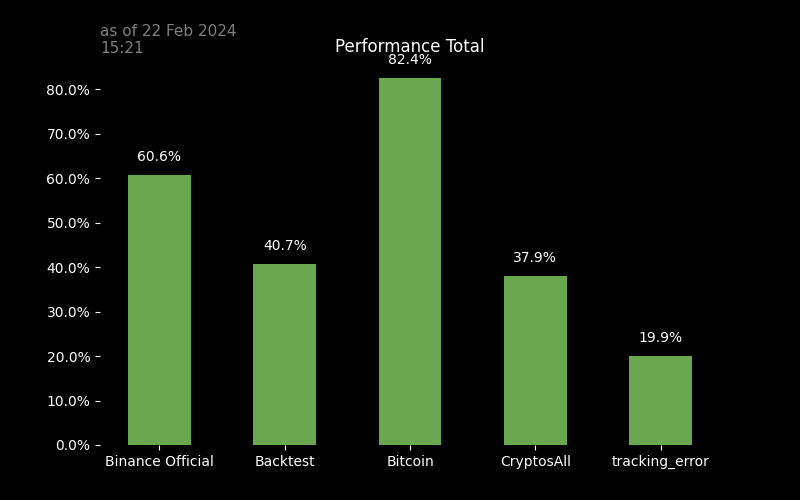 as of 22 Feb 2024
15:21
Performance Total
82.4%
80.0%
70.0%
60.6%
60.0%
50.0%
40.7%
40.0%
37.9%
30.0%
20.0%
19.9%
10.0%
0.0%
Binance Official
Backtest
Bitcoin
CryptosAll
tracking_error